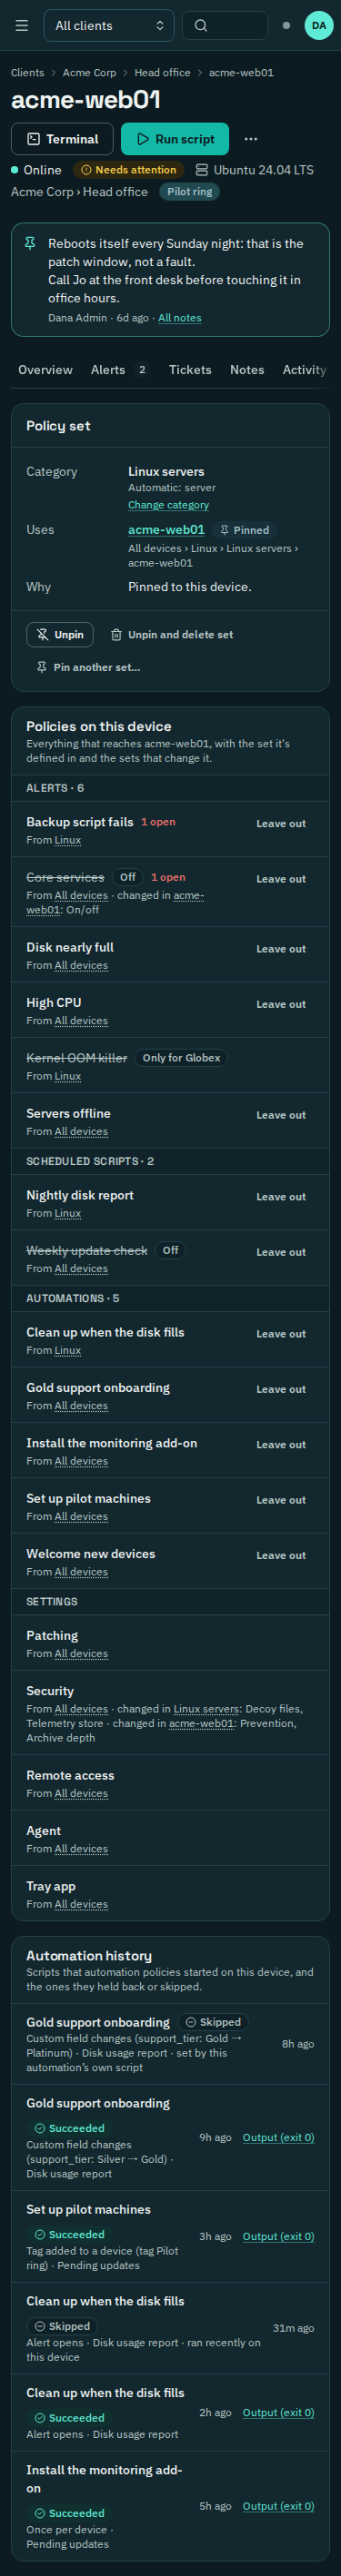 All clients
DA
Clients > Acme Corp > Head office > acme-web01
acme-web01
Terminal
Run script
Online
Needs attention
Ubuntu 24.04 LTS
Acme Corp › Head office
Pilot ring
Reboots itself every Sunday night: that is the
patch window, not a fault.
Call Jo at the front desk before touching it in
office hours.
Dana Admin · 6d ago · All notes
Overview
Alerts 2
Tickets
Notes
Activity
Policy set
Category
Linux servers
Automatic: server
Change category
Uses
acme-web01 Pinned
All devices › Linux › Linux servers ›
acme-web01
Why
Pinned to this device.
Unpin
Unpin and delete set
Pin another set...
Policies on this device
Everything that reaches acme-web01, with the set it's
defined in and the sets that change it.
ALERTS · 6
Backup script fails 1 open
Leave out
From Linux
Core services Off 1 open
Leave out
From All devices · changed in acme-
web01: On/off
Disk nearly full
Leave out
From All devices
High CPU
Leave out
From All devices
Kernel OOM killer Only for Globex
From Linux
Servers offline
Leave out
From All devices
SCHEDULED SCRIPTS · 2
Nightly disk report
Leave out
From Linux
Weekly update check Off
Leave out
From All devices
AUTOMATIONS · 5
Clean up when the disk fills
Leave out
From Linux
Gold support onboarding
Leave out
From All devices
Install the monitoring add-on
Leave out
From All devices
Set up pilot machines
Leave out
From All devices
Welcome new devices
Leave out
From All devices
SETTINGS
Patching
From All devices
Security
From All devices · changed in Linux servers: Decoy files,
Telemetry store · changed in acme-web01: Prevention,
Archive depth
Remote access
From All devices
Agent
From All devices
Tray app
From All devices
Automation history
Scripts that automation policies started on this device, and
the ones they held back or skipped.
Gold support onboarding Skipped
Custom field changes (support_tier: Gold →
Platinum) · Disk usage report · set by this
automation's own script
8h ago
Gold support onboarding
Succeeded
Custom field changes
(support_tier: Silver → Gold) ·
Disk usage report
9h ago
Output (exit 0)
Set up pilot machines
Succeeded
Tag added to a device (tag Pilot
ring) · Pending updates
3h ago
Output (exit 0)
Clean up when the disk fills
Skipped
Alert opens · Disk usage report · ran recently on
this device
31m ago
Clean up when the disk fills
Succeeded
Alert opens · Disk usage report
2h ago
Output (exit 0)
Install the monitoring add-
on
Succeeded
Once per device ·
Pending updates
5h ago
Output (exit 0)